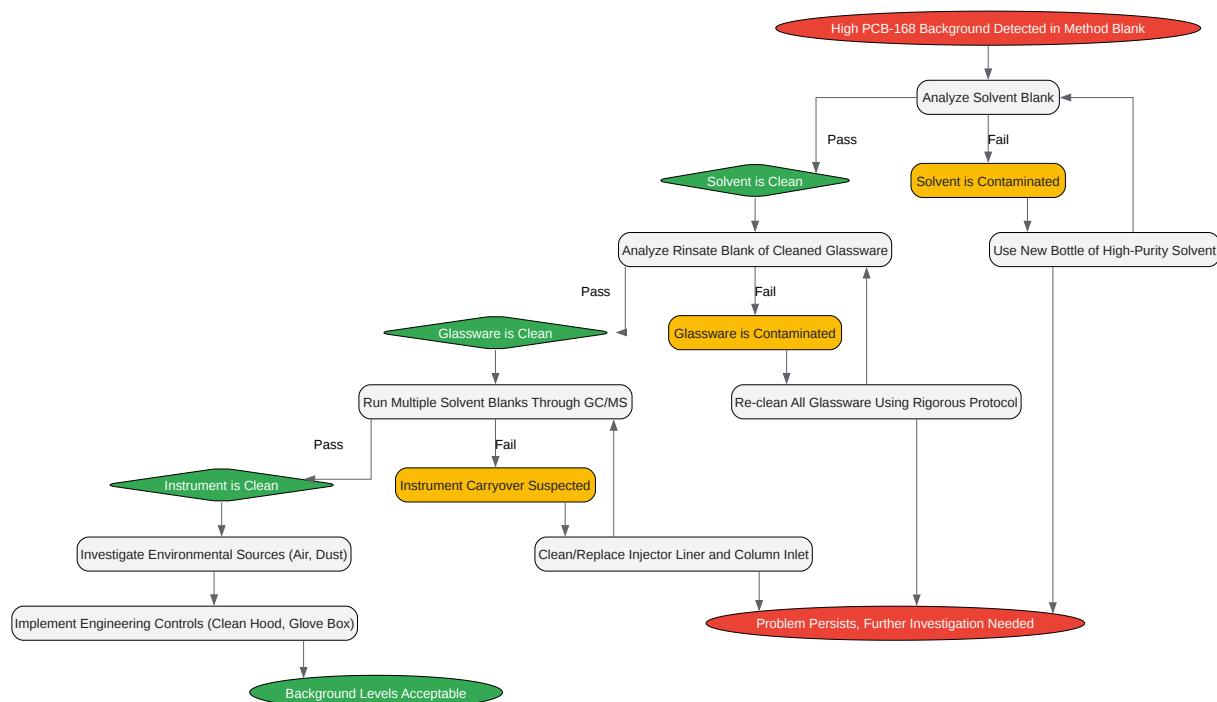 High PCB-168 Background Detected in Method Blank
Analyze Solvent Blank
Pass
Fail
Solvent is Clean
Solvent is Contaminated
Analyze Rinsate Blank of Cleaned Glassware
Use New Bottle of High-Purity Solvent
Pass
Fail
Glassware is Clean
Glassware is Contaminated
Run Multiple Solvent Blanks Through GC/MS
Re-clean All Glassware Using Rigorous Protocol
Pass
Fail
Instrument is Clean
Instrument Carryover Suspected
Investigate Environmental Sources (Air, Dust)
Clean/Replace Injector Liner and Column Inlet
Implement Engineering Controls (Clean Hood, Glove Box)
Problem Persists, Further Investigation Needed
Background Levels Acceptable